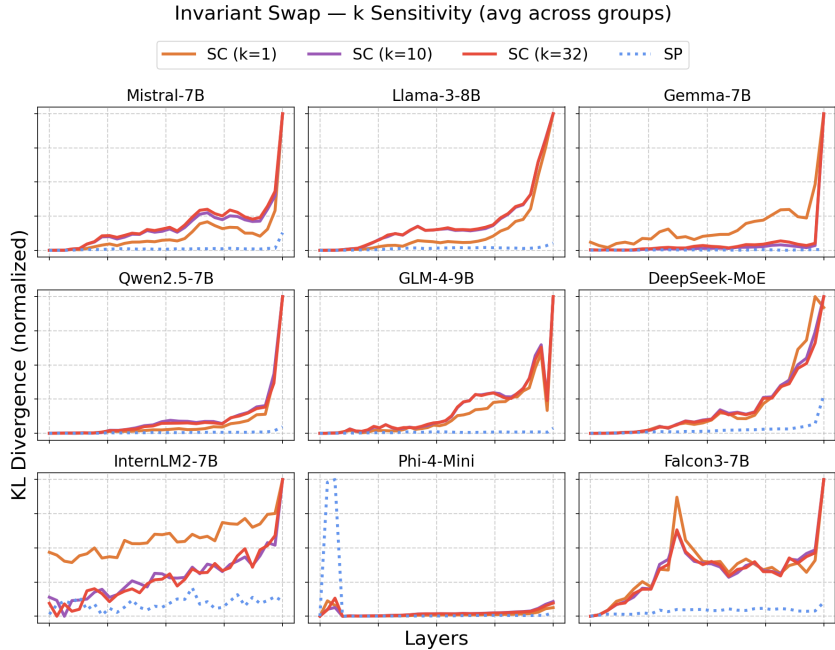 Invariant Swap — k Sensitivity (avg across groups)
SC (k=1) SC (k=10) SC (k=32) SP
Mistral-7B Llama-3-8B Gemma-7B
Qwen2.5-7B GLM-4-9B DeepSeek-MoE
InternLM2-7B Phi-4-Mini Falcon3-7B
KL Divergence (normalized)
Layers